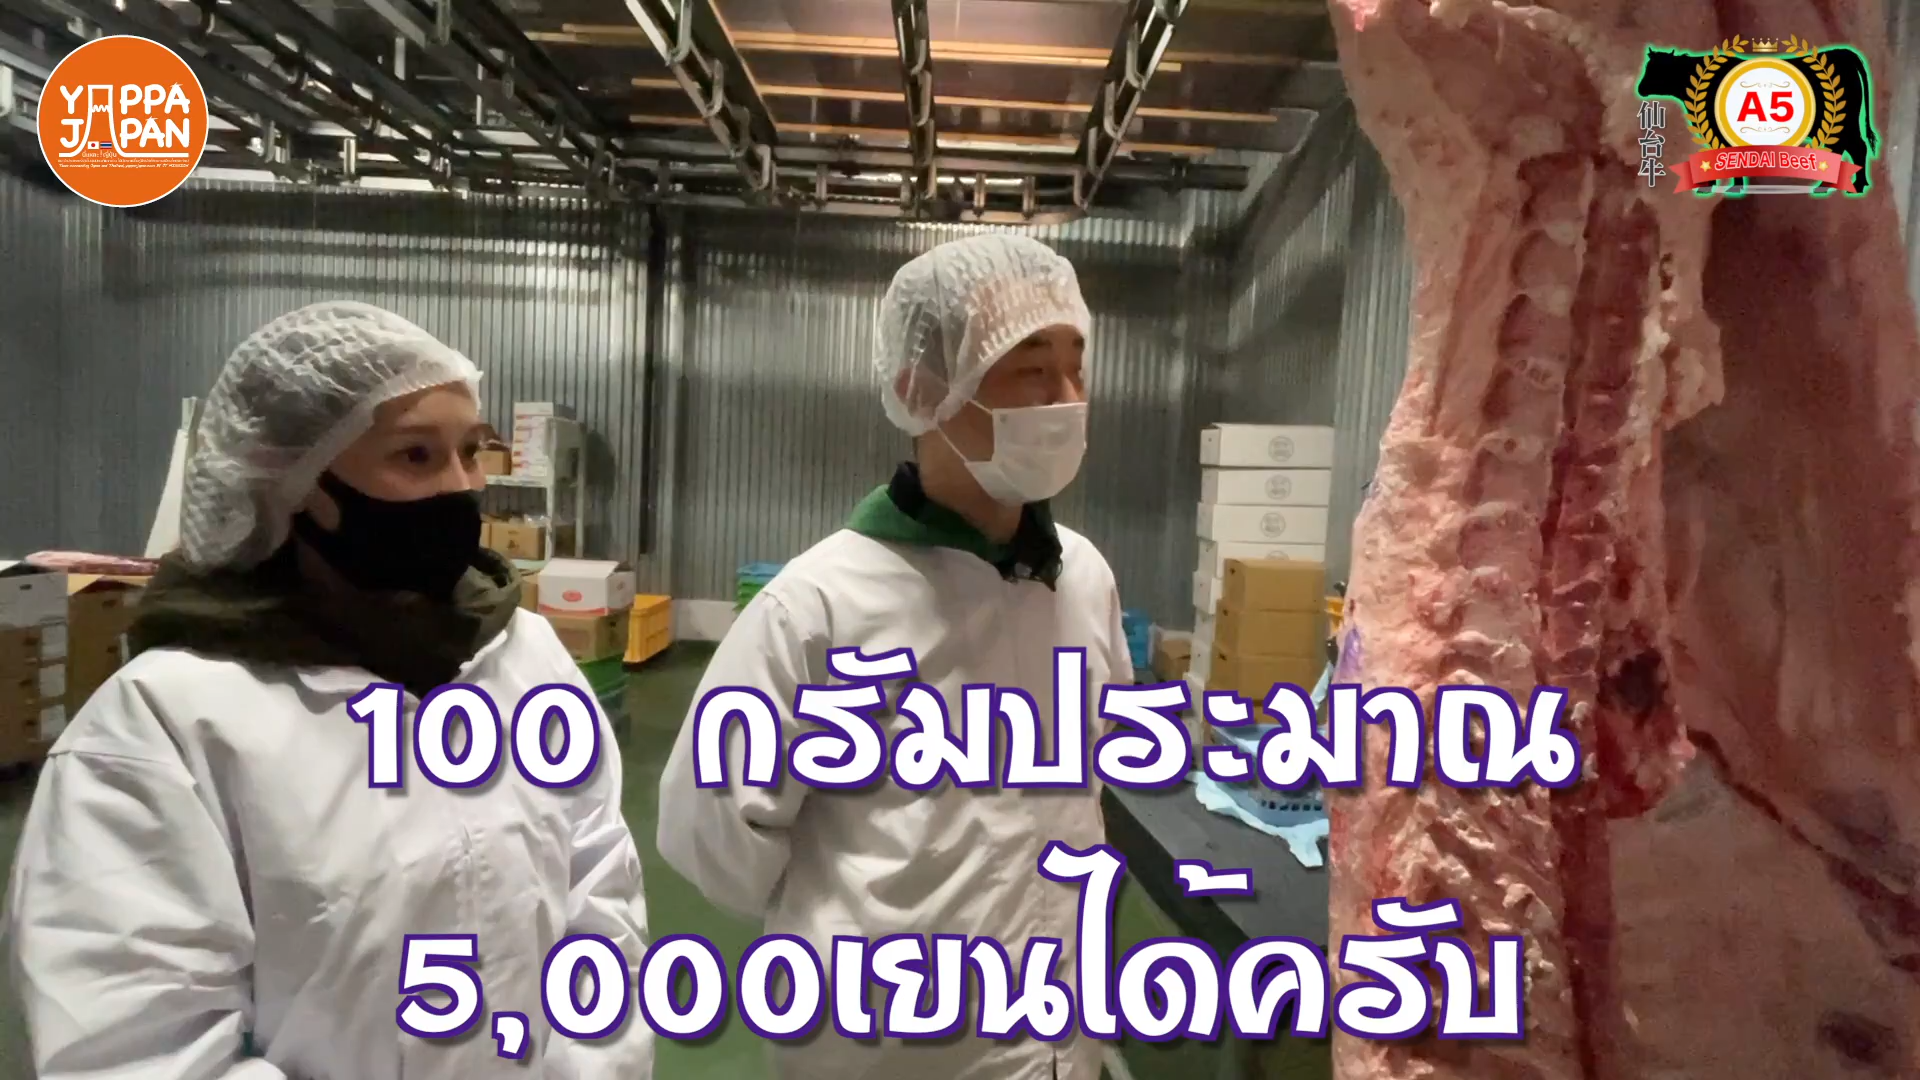 YAPPA
JAPAN
仙台牛
A5
SENDAI Beef
100 กรัมประมาณ
5,000เยนได้ครับ